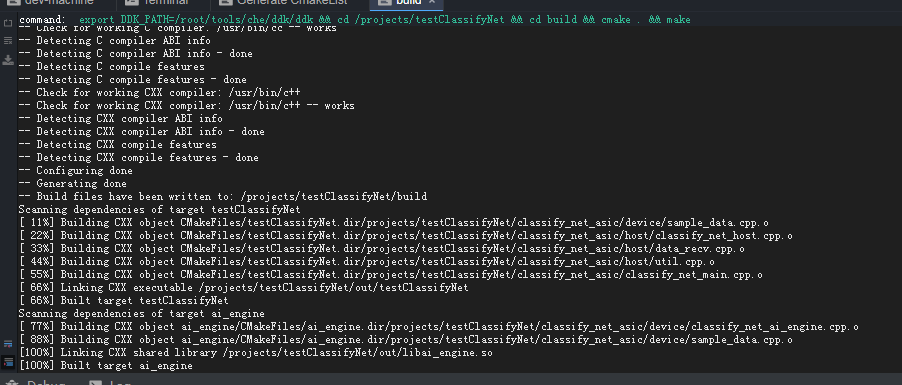 dev-machine Terminal Generate CmakeList build ×
command: export DDK_PATH=/root/tools/che/ddk/ddk && cd /projects/testClassifyNet && cd build && cmake . && make
-- Check for working C compiler: /usr/bin/cc -- works
-- Detecting C compiler ABI info
-- Detecting C compiler ABI info - done
-- Detecting C compile features
-- Detecting C compile features - done
-- Check for working CXX compiler: /usr/bin/c++
-- Check for working CXX compiler: /usr/bin/c++ -- works
-- Detecting CXX compiler ABI info
-- Detecting CXX compiler ABI info - done
-- Detecting CXX compile features
-- Detecting CXX compile features - done
-- Configuring done
-- Generating done
-- Build files have been written to: /projects/testClassifyNet/build
Scanning dependencies of target testClassifyNet
[ 11%] Building CXX object CMakeFiles/testClassifyNet.dir/projects/testClassifyNet/classify_net_asic/device/sample_data.cpp.o
[ 22%] Building CXX object CMakeFiles/testClassifyNet.dir/projects/testClassifyNet/classify_net_asic/host/classify_net_host.cpp.o
[ 33%] Building CXX object CMakeFiles/testClassifyNet.dir/projects/testClassifyNet/classify_net_asic/host/data_recv.cpp.o
[ 44%] Building CXX object CMakeFiles/testClassifyNet.dir/projects/testClassifyNet/classify_net_asic/host/util.cpp.o
[ 55%] Building CXX object CMakeFiles/testClassifyNet.dir/projects/testClassifyNet/classify_net_asic/classify_net_main.cpp.o
[ 66%] Linking CXX executable /projects/testClassifyNet/out/testClassifyNet
[ 66%] Built target testClassifyNet
Scanning dependencies of target ai_engine
[ 77%] Building CXX object ai_engine/CMakeFiles/ai_engine.dir/projects/testClassifyNet/classify_net_asic/device/classify_net_ai_engine.cpp.o
[ 88%] Building CXX object ai_engine/CMakeFiles/ai_engine.dir/projects/testClassifyNet/classify_net_asic/device/sample_data.cpp.o
[100%] Linking CXX shared library /projects/testClassifyNet/out/libai_engine.so
[100%] Built target ai_engine
Debug Log